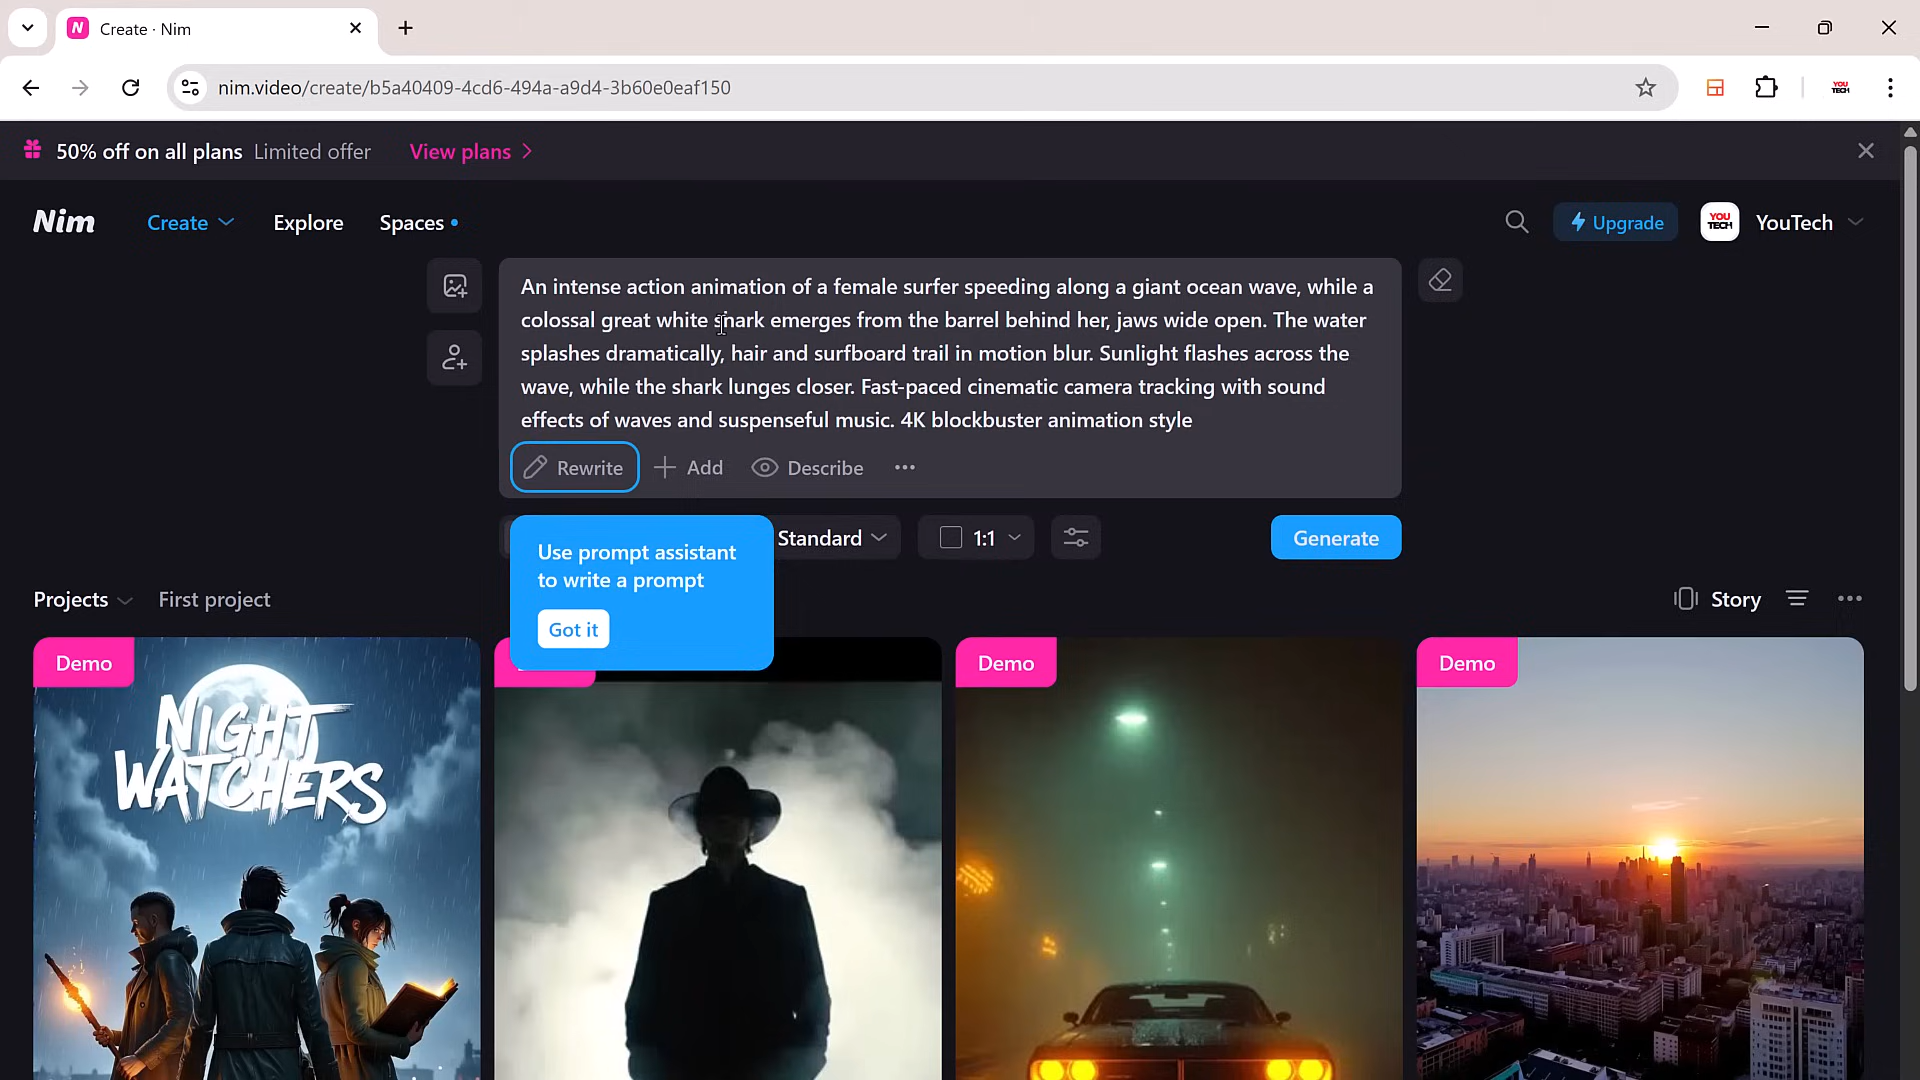 Create · Nim
nim.video/create/b5a40409-4cd6-494a-a9d4-3b60e0eaf150
YOU
TECH
50% off on all plans Limited offer View plans
Nim Create Explore Spaces
Upgrade
YOU
TECH
YouTech
An intense action animation of a female surfer speeding along a giant ocean wave, while a
colossal great white shark emerges from the barrel behind her, jaws wide open. The water
splashes dramatically, hair and surfboard trail in motion blur. Sunlight flashes across the
wave, while the shark lunges closer. Fast-paced cinematic camera tracking with sound
effects of waves and suspenseful music. 4K blockbuster animation style
Rewrite Add Describe
Standard 1:1 Generate
Use prompt assistant
to write a prompt
Got it
Projects First project Story
Demo
NIGHT
WATCHERS
Demo
Demo